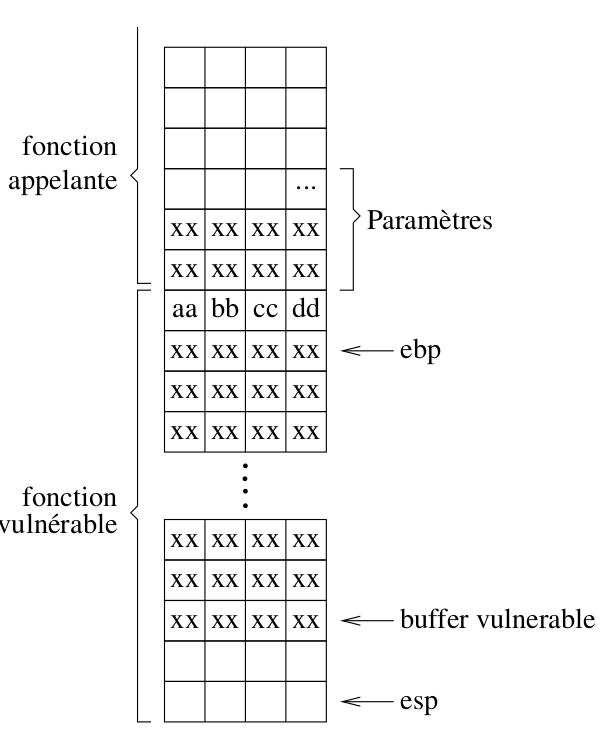 fonction
appelante
...
xx xx xx xx
xx xx xx xx
Paramètres
aa bb cc dd
xx xx xx xx
ebp
xx xx xx xx
xx xx xx xx
fonction
vulnérable
xx xx xx xx
xx xx xx xx
xx xx xx xx
buffer vulnerable
esp